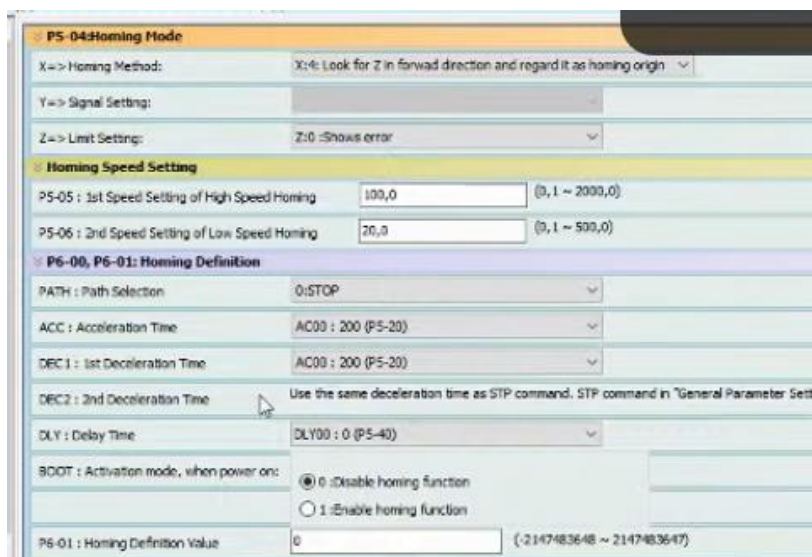 P5-04:Homing Mode
X=> Homing Method: X:4: Look for Z in forwad direction and regard it as homing origin
Y=> Signal Setting:
Z=> Limit Setting: Z:0 :Shows error
Homing Speed Setting
P5-05 : 1st Speed Setting of High Speed Homing 100,0 (0,1 ~ 2000,0)
P5-06 : 2nd Speed Setting of Low Speed Homing 20,0 (0,1 ~ 500,0)
P6-00, P6-01: Homing Definition
PATH : Path Selection 0:STOP
ACC : Acceleration Time AC00 : 200 (P5-20)
DEC1 : 1st Deceleration Time AC00 : 200 (P5-20)
DEC2 : 2nd Deceleration Time Use the same deceleration time as STP command. STP command in "General Parameter Sett
DLY : Delay Time DLY00 : 0 (P5-40)
BOOT : Activation mode, when power on: 0 :Disable homing function
1 :Enable homing function
P6-01 : Homing Definition Value 0 (-2147483648 ~ 2147483647)